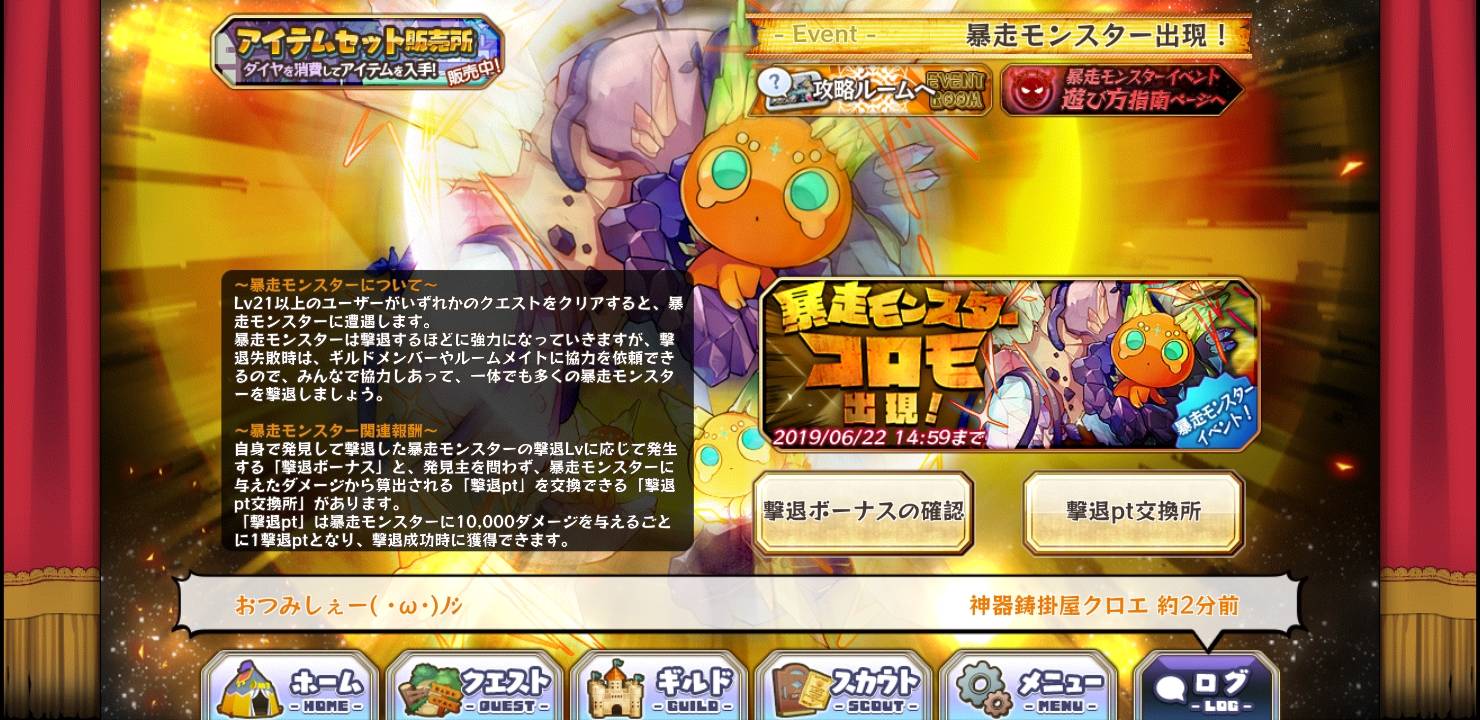 アイテムセット販売所
ダイヤを消費してアイテムを入手!
販売中!
- Event -
暴走モンスター出現！
?
攻略ルームへ
EVENT
ROOM
暴走モンスターイベント
遊び方指南ページへ
～暴走モンスターについて～
Lv21以上のユーザーがいずれかのクエストをクリアすると、暴
走モンスターに遭遇します。
暴走モンスターは撃退するほどに強力になっていきますが、撃
退失敗時は、ギルドメンバーやルームメイトに協力を依頼でき
るので、みんなで協力しあって、一体でも多くの暴走モンスタ
ーを撃退しましょう。
～暴走モンスター関連報酬～
自身で発見して撃退した暴走モンスターの撃退Lvに応じて発生
する「撃退ボーナス」と、発見主を問わず、暴走モンスターに
与えたダメージから算出される「撃退pt」を交換できる「撃退
pt交換所」があります。
「撃退pt」は暴走モンスターに10,000ダメージを与えるごと
に1撃退ptとなり、撃退成功時に獲得できます。
暴走モンスター
コロモ
出現！
2019/06/22 14:59まで
暴走モンスター
イベント！
撃退ボーナスの確認
撃退pt交換所
おつみしぇー( ･ω･)ﾉｼ
神器鋳掛屋クロエ 約2分前
ホーム
- HOME -
クエスト
- QUEST -
ギルド
- GUILD -
スカウト
- SCOUT -
メニュー
- MENU -
ログ
- LOG -